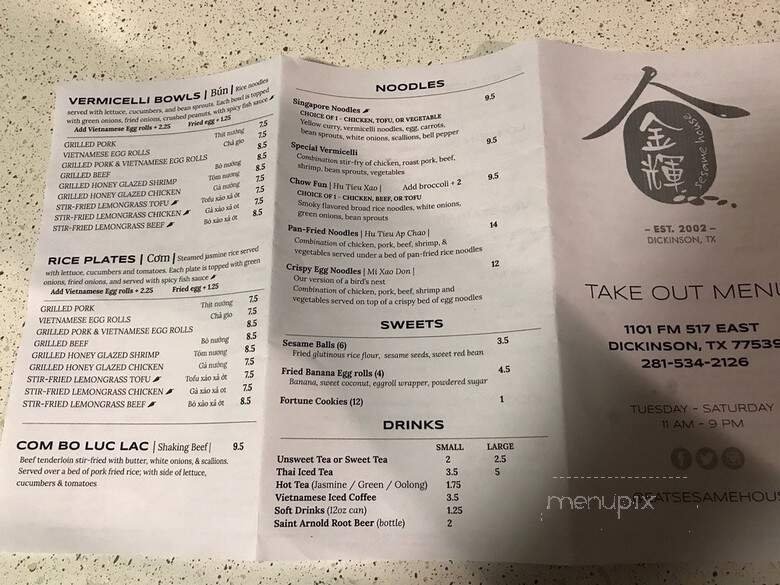 VERMICELLI BOWLS | Bún | Rice noodles
served with lettuce, cucumbers, and bean sprouts. Each bowl is topped
with green onions, fried onions, crushed peanuts, with spicy fish sauce
Add Vietnamese Egg rolls + 2.25 Fried egg + 1.25
GRILLED PORK Thịt nướng 7.5
VIETNAMESE EGG ROLLS Chả gio 7.5
GRILLED PORK & VIETNAMESE EGG ROLLS 8.5
GRILLED BEEF Bò nướng 8.5
GRILLED HONEY GLAZED SHRIMP Tôm nướng 8.5
GRILLED HONEY GLAZED CHICKEN Gà nướng 7.5
STIR-FRIED LEMONGRASS TOFU Tofu xáo xả ớt 7.5
STIR-FRIED LEMONGRASS CHICKEN Gà xáo xả ot 7.5
STIR-FRIED LEMONGRASS BEEF Bò xáo xả ớt 8.5
RICE PLATES | Cơm | Steamed jasmine rice served
with lettuce, cucumbers and tomatoes. Each plate is topped with green
onions, fried onions, and served with spicy fish sauce
Add Vietnamese Egg rolls + 2.25 Fried egg + 1.25
GRILLED PORK Thịt nướng 7.5
VIETNAMESE EGG ROLLS Chả gio 7.5
GRILLED PORK & VIETNAMESE EGG ROLLS 8.5
GRILLED BEEF Bò nướng 8.5
GRILLED HONEY GLAZED SHRIMP Tôm nương 8.5
GRILLED HONEY GLAZED CHICKEN Gà nướng 7.5
STIR-FRIED LEMONGRASS TOFU Tofu xáo xả ớt 7.5
STIR-FRIED LEMONGRASS CHICKEN Gà xáo xả ot 7.5
STIR-FRIED LEMONGRASS BEEF Bò xáo xả ớt 8.5
COM BO LUC LAC | Shaking Beef | 9.5
Beef tenderloin stir-fried with butter, white onions, & scallions.
Served over a bed of pork fried rice; with side of lettuce,
cucumbers & tomatoes
NOODLES
Singapore Noodles 9.5
CHOICE OF 1 - CHICKEN, TOFU, OR VEGETABLE
Yellow curry, vermicelli noodles, egg, carrots,
bean sprouts, white onions, scallions, bell pepper
Special Vermicelli 9.5
Combination stir-fry of chicken, roast pork, beef,
shrimp, bean sprouts, vegetables
Chow Fun | Hu Tieu Xao | Add broccoli + 2 9.5
CHOICE OF 1 - CHICKEN, BEEF, OR TOFU
Smoky flavored broad rice noodles, white onions,
green onions, bean sprouts
Pan-Fried Noodles | Hu Tieu Ap Chao | 14
Combination of chicken, pork, beef, shrimp, &
vegetables served under a bed of pan-fried rice noodles
Crispy Egg Noodles | Mi Xao Don | 12
Our version of a bird's nest
Combination of chicken, pork, beef, shrimp and
vegetables served on top of a crispy bed of egg noodles
SWEETS
Sesame Balls (6) 3.5
Fried glutinous rice flour, sesame seeds, sweet red bean
Fried Banana Egg rolls (4) 4.5
Banana, sweet coconut, eggroll wrapper, powdered sugar
Fortune Cookies (12) 1
DRINKS
SMALL LARGE
Unsweet Tea or Sweet Tea 2 2.5
Thai Iced Tea 3.5 5
Hot Tea (Jasmine / Green / Oolong) 1.75
Vietnamese Iced Coffee 3.5
Soft Drinks (12oz can) 1.25
Saint Arnold Root Beer (bottle) 2
金輝
sesame house
- EST. 2002 -
DICKINSON, TX
TAKE OUT MENU
1101 FM 517 EAST
DICKINSON, TX 77539
281-534-2126
TUESDAY - SATURDAY
11 AM - 9 PM
@EATSESAMEHOUS
menupix